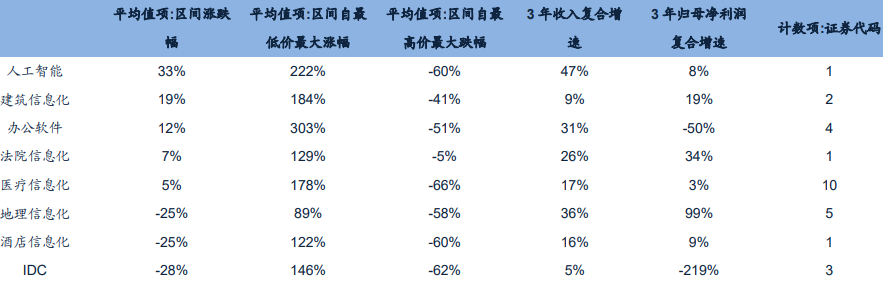 平均值项:区间涨跌幅 平均值项:区间自最低价最大涨幅 平均值项:区间自最高价最大跌幅 3 年收入复合增速 3 年归母净利润复合增速 计数项:证券代码
人工智能 33% 222% -60% 47% 8% 1
建筑信息化 19% 184% -41% 9% 19% 2
办公软件 12% 303% -51% 31% -50% 4
法院信息化 7% 129% -5% 26% 34% 1
医疗信息化 5% 178% -66% 17% 3% 10
地理信息化 -25% 89% -58% 36% 99% 5
酒店信息化 -25% 122% -60% 16% 9% 1
IDC -28% 146% -62% 5% -219% 3